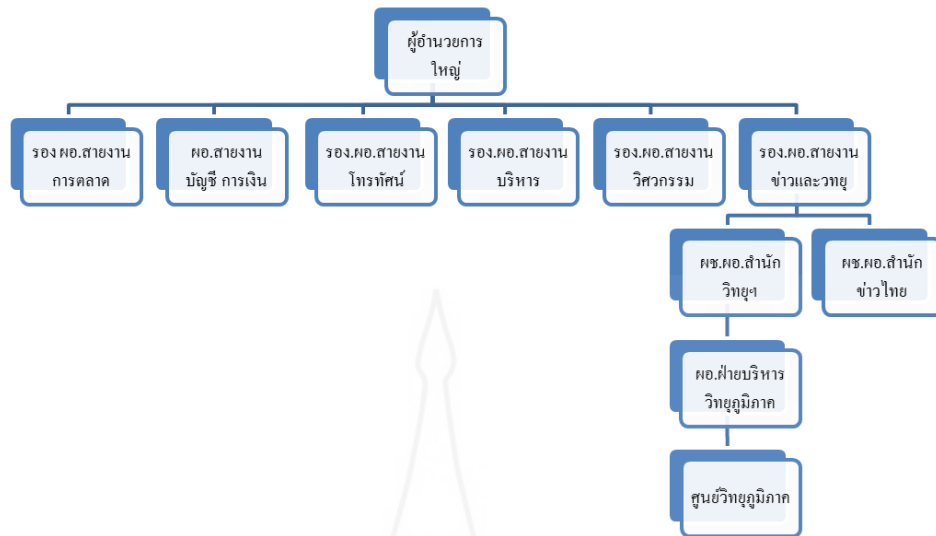 ผู้อำนวยการ
ใหญ่
รอง ผอ.สายงาน
การตลาด
ผอ.สายงาน
บัญชี การเงิน
รอง.ผอ.สายงาน
โทรทัศน์
รอง.ผอ.สายงาน
บริหาร
รอง.ผอ.สายงาน
วิศวกรรม
รอง.ผอ.สายงาน
ข่าวและวทยุ
ผช.ผอ.สำนัก
วิทยุฯ
ผช.ผอ.สำนัก
ข่าวไทย
ผอ.ฝ่ายบริหาร
วิทยุภูมิภาค
ศูนย์วิทยุภูมิภาค